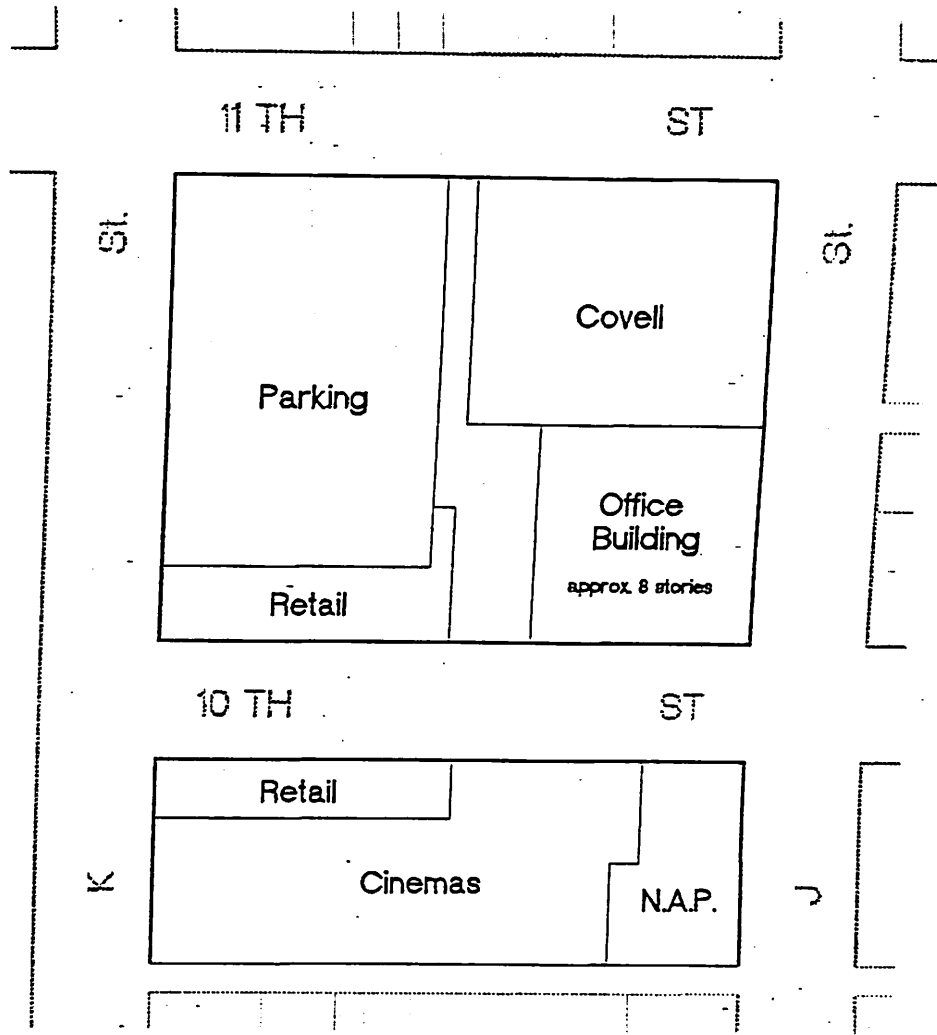 11 TH ST
St.
St.
Covell
Parking
Office
Building
approx. 8 stories
Retail
10 TH ST
Retail
Cinemas
K
N.A.P.
J